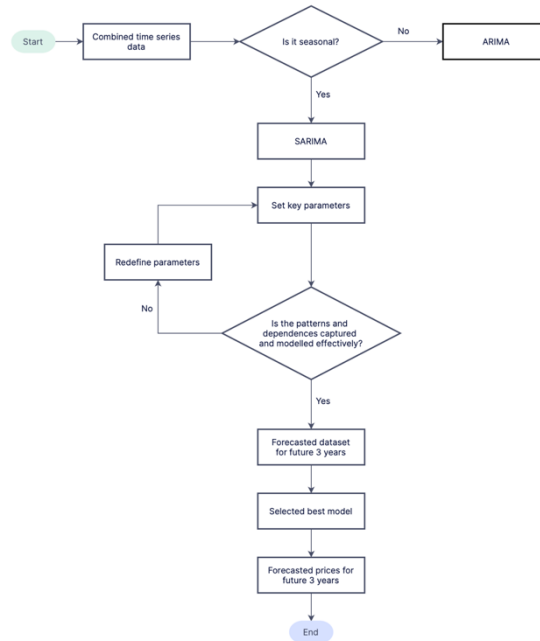 Start
Combined time series
data
Is it seasonal?
No
ARIMA
Yes
SARIMA
Set key parameters
Redefine parameters
No
Is the patterns and
dependences captured
and modelled effectively?
Yes
Forecasted dataset
for future 3 years
Selected best model
Forecasted prices for
future 3 years
End